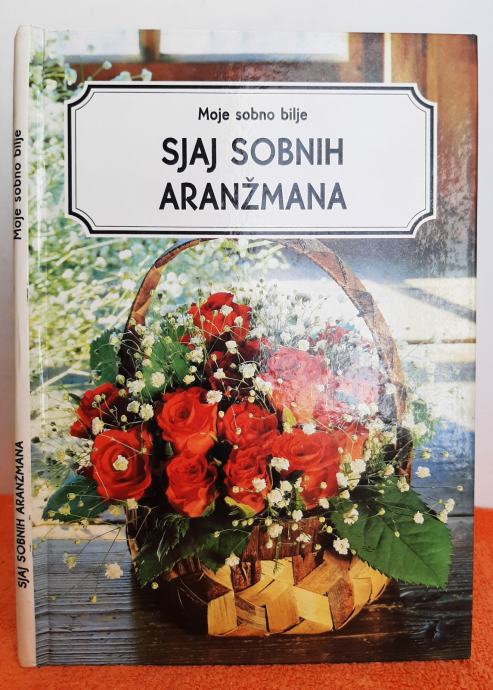 Moje sobno bilje
SJAJ SOBNIH
ARANŽMANA
Moje sobno bilje
SJAJ SOBNIH ARANŽMANA